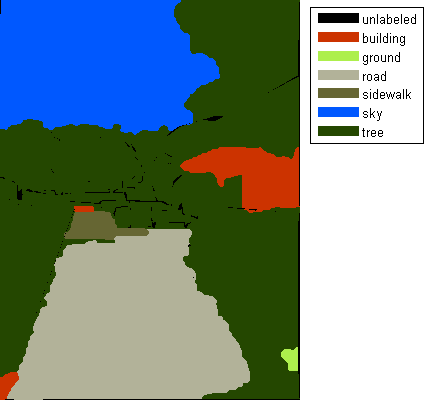 unlabeled
building
ground
road
sidewalk
sky
tree